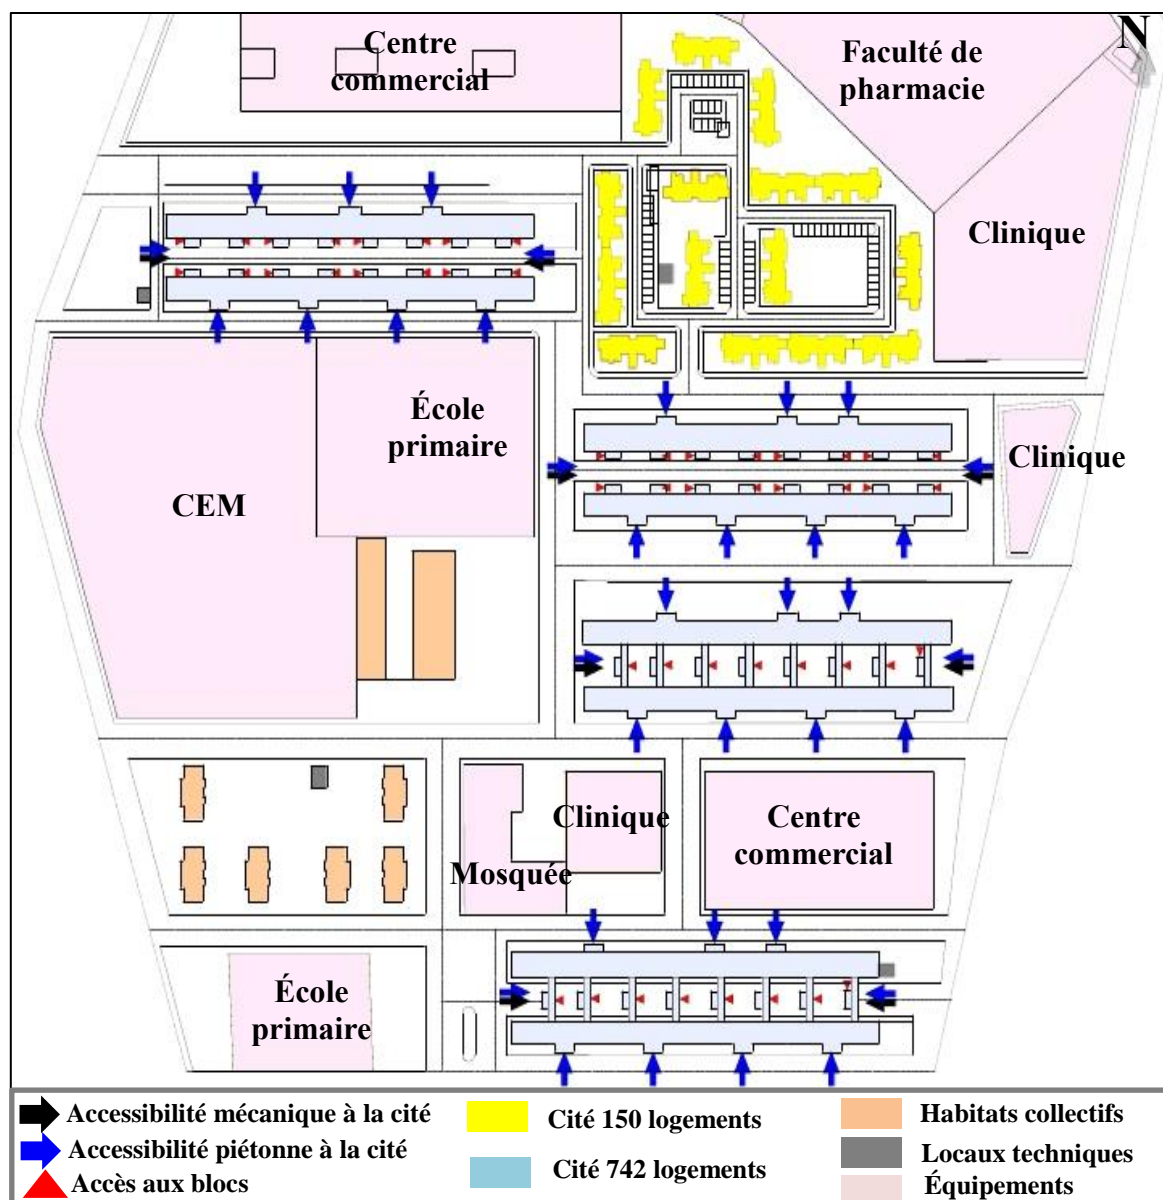 Centre
commercial
Faculté de
pharmacie
N
Clinique
École
primaire
CEM
Clinique
Clinique
Mosquée
Centre
commercial
École
primaire
Accessibilité mécanique à la cité
Accessibilité piétonne à la cité
Accès aux blocs
Cité 150 logements
Cité 742 logements
Habitats collectifs
Locaux techniques
Équipements